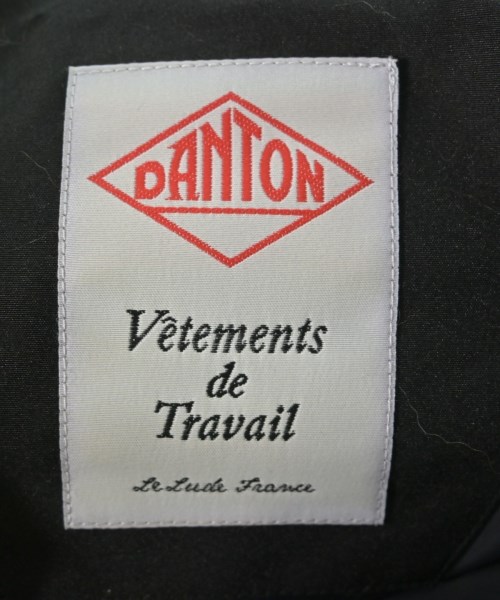 DANTON
Vêtements
de
Travail
Le Lude France